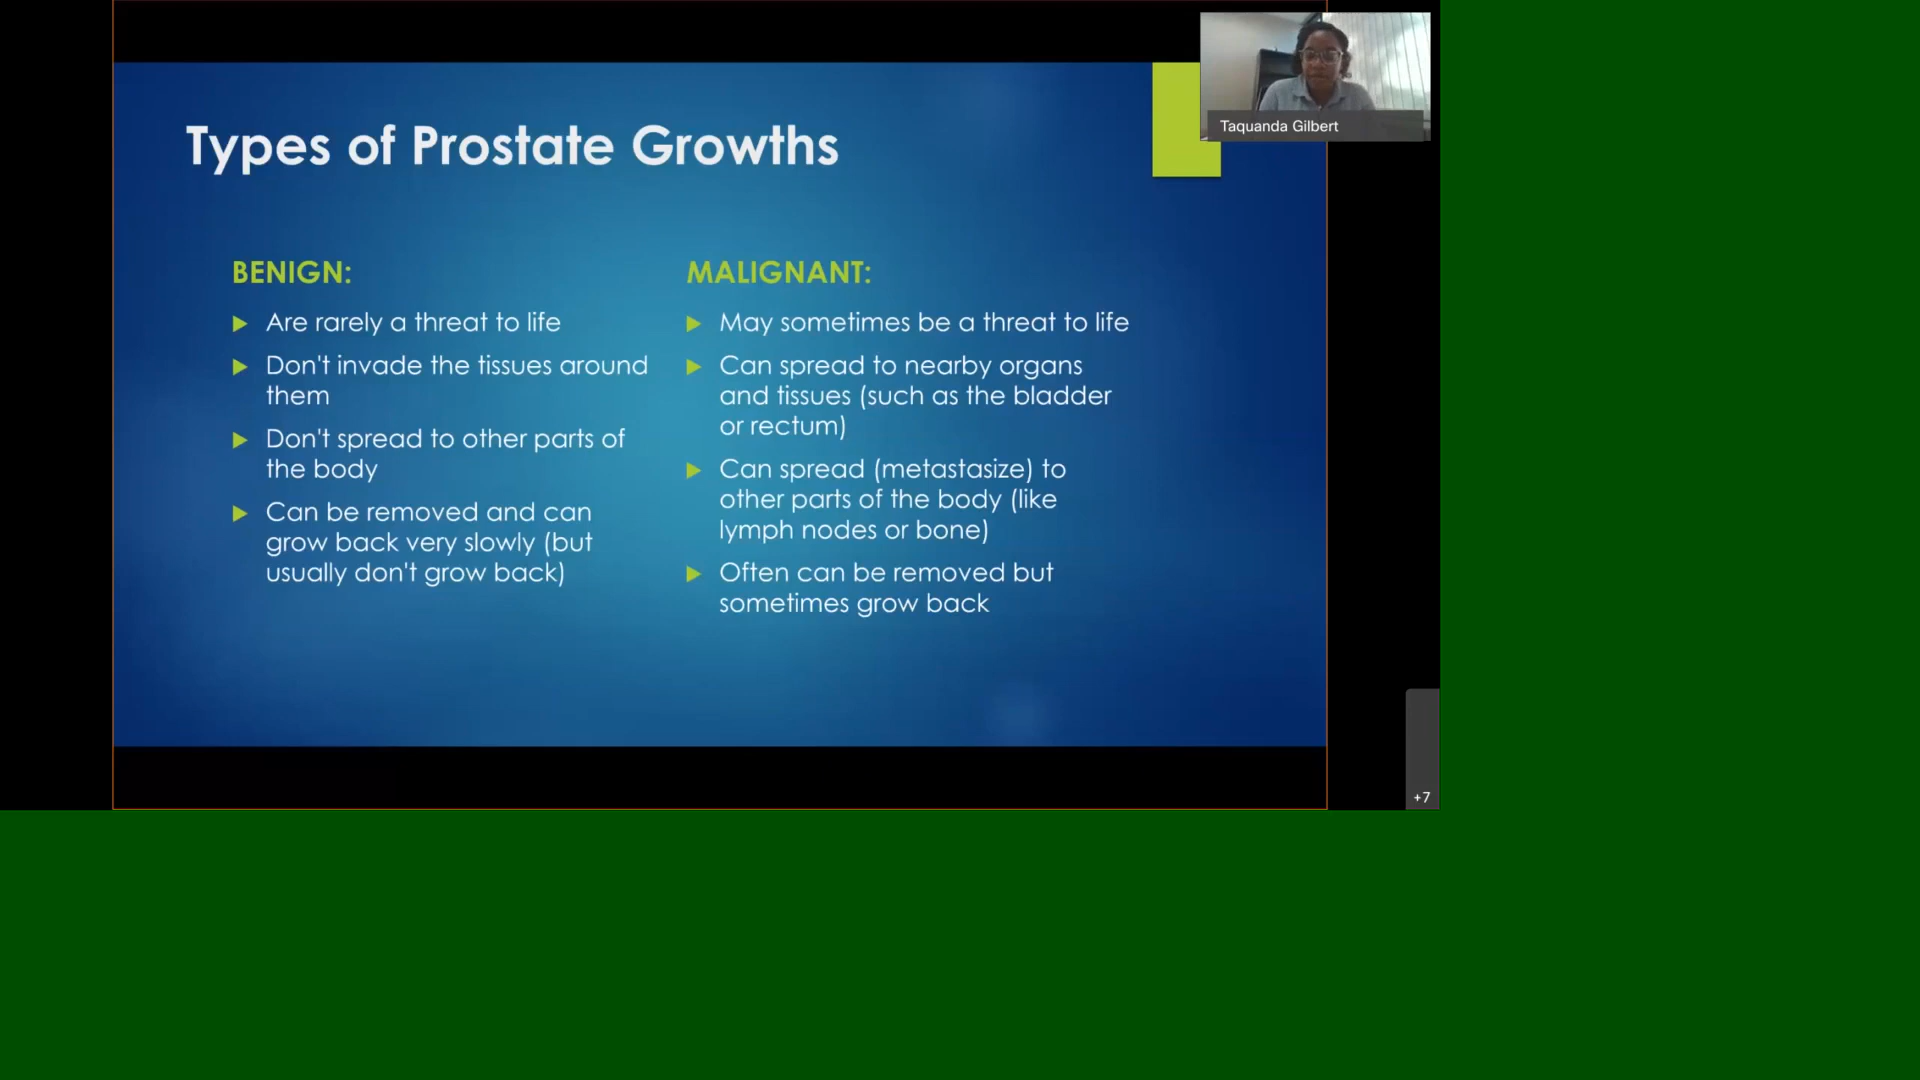 Types of Prostate Growths
Taquanda Gilbert
BENIGN:
Are rarely a threat to life
Don't invade the tissues around
them
Don't spread to other parts of
the body
Can be removed and can
grow back very slowly (but
usually don't grow back)
MALIGNANT:
May sometimes be a threat to life
Can spread to nearby organs
and tissues (such as the bladder
or rectum)
Can spread (metastasize) to
other parts of the body (like
lymph nodes or bone)
Often can be removed but
sometimes grow back
+7